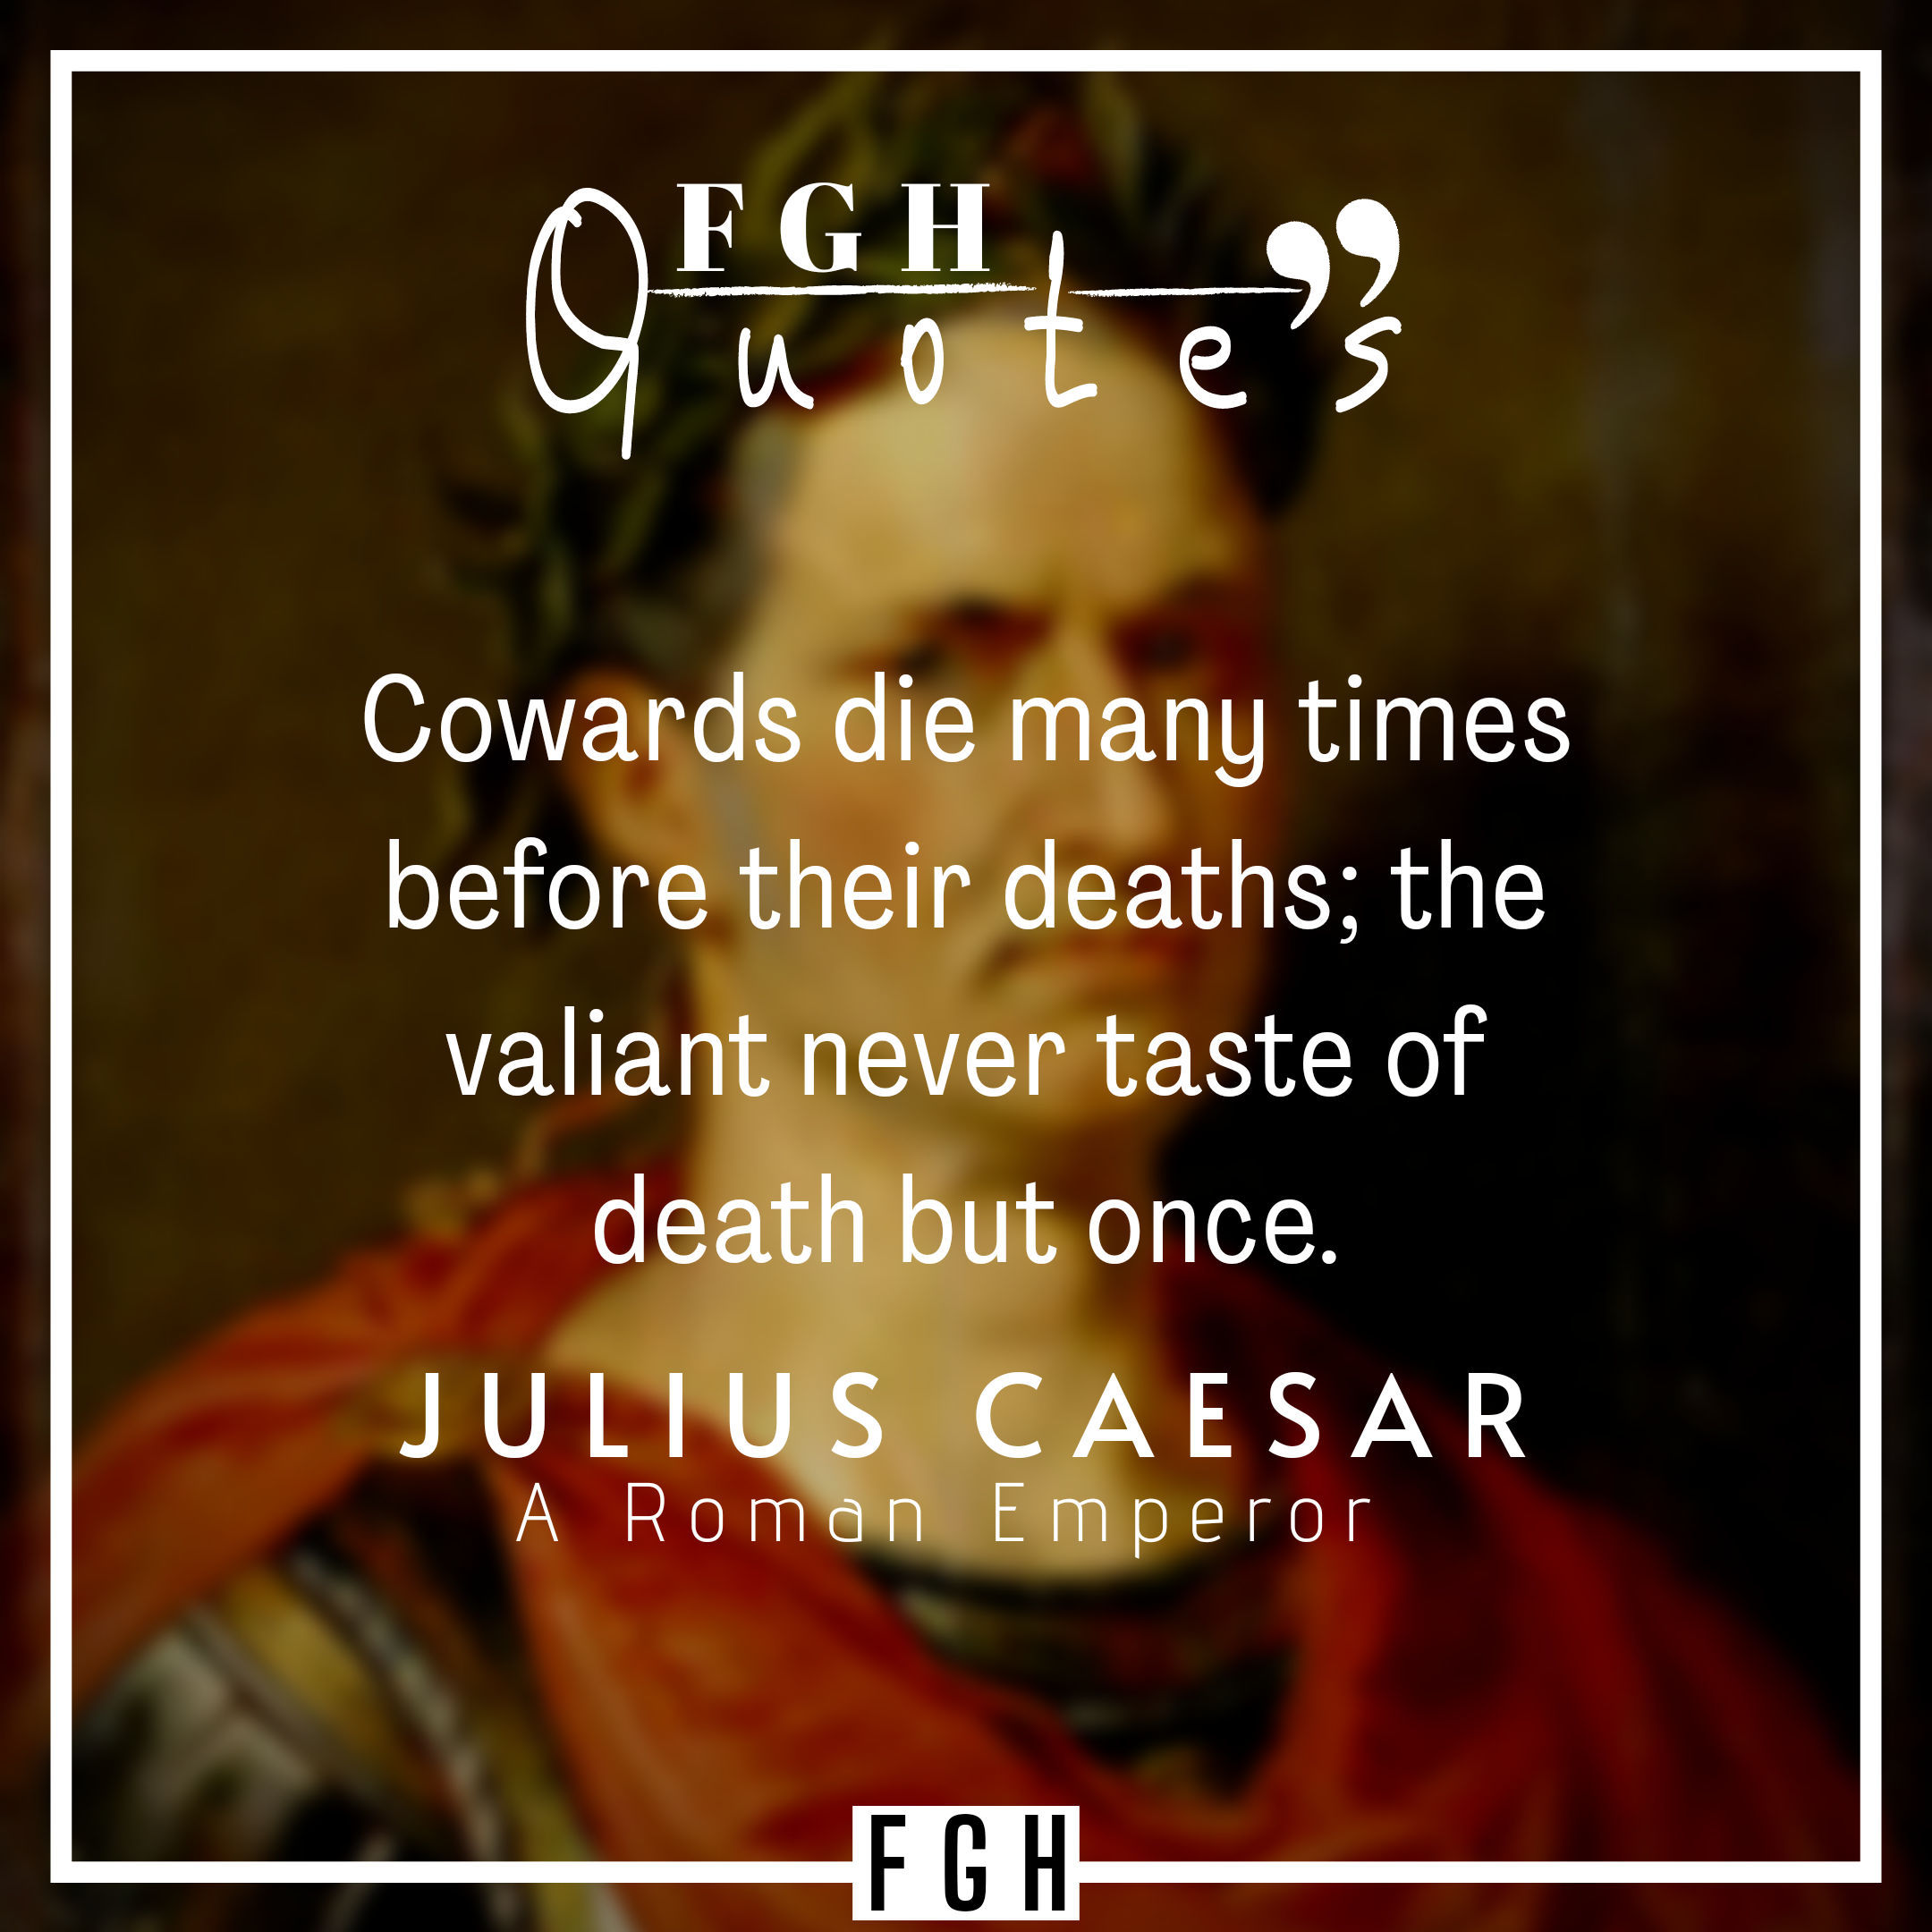 FGH
Quotes
Cowards die many times
before their deaths; the
valiant never taste of
death but once.
JULIUS CAESAR
A Roman Emperor
FGH